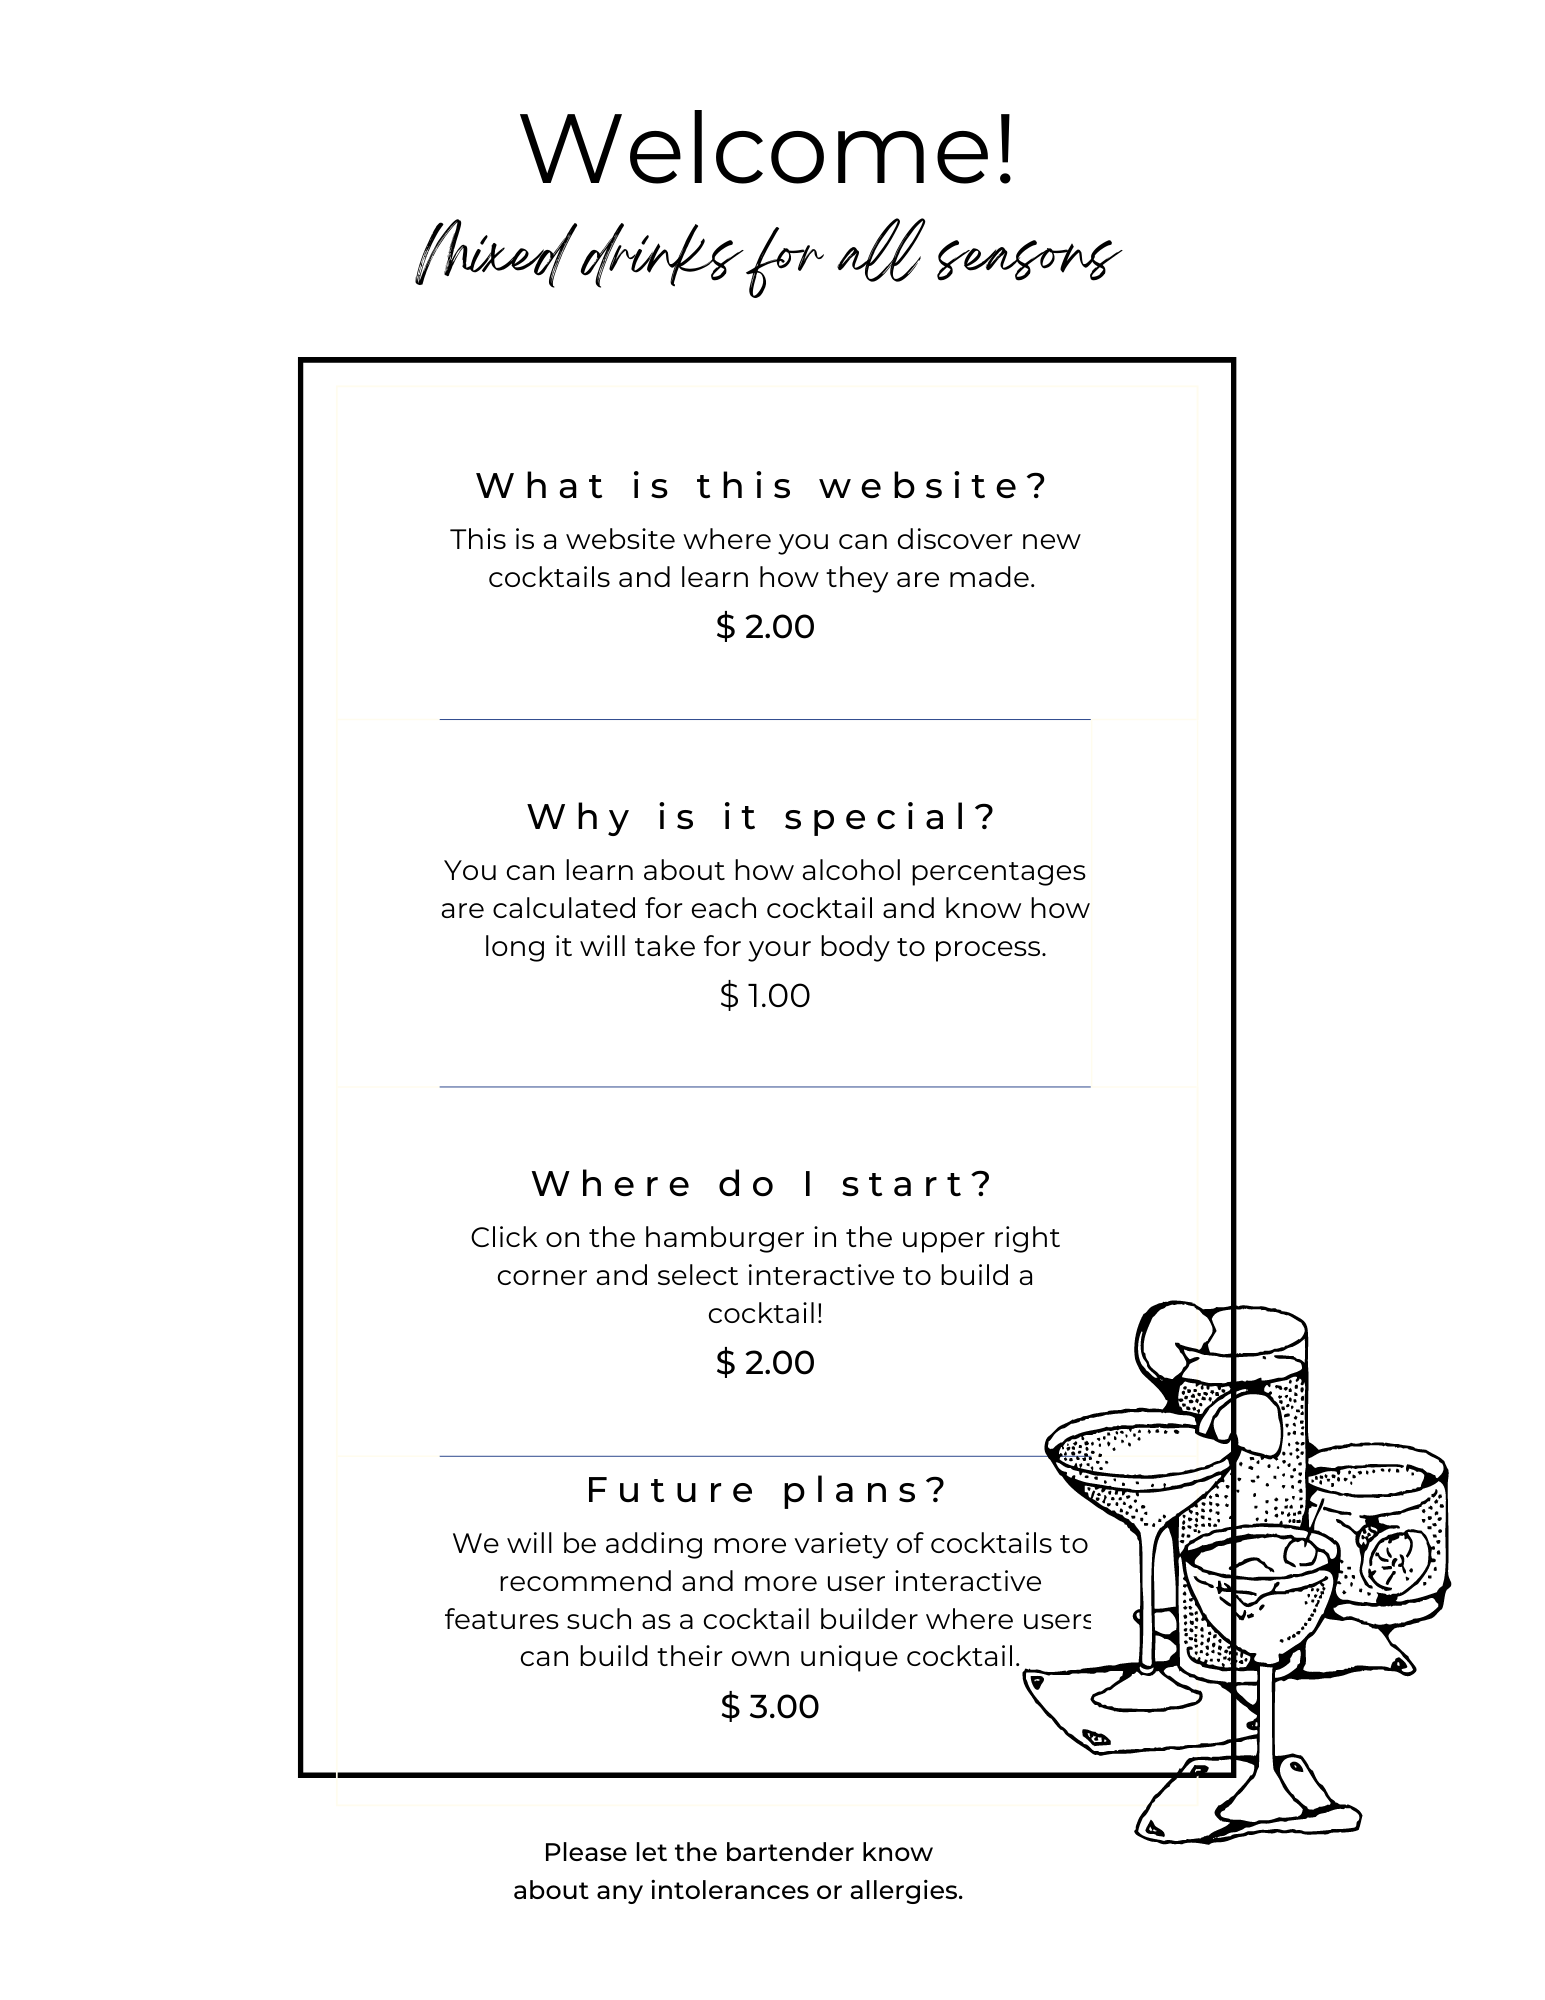 Welcome!
Mixed drinks for all seasons
What is this website?
This is a website where you can discover new
cocktails and learn how they are made.
$ 2.00
Why is it special?
You can learn about how alcohol percentages
are calculated for each cocktail and know how
long it will take for your body to process.
$ 1.00
Where do I start?
Click on the hamburger in the upper right
corner and select interactive to build a
cocktail!
$ 2.00
Future plans?
We will be adding more variety of cocktails to
recommend and more user interactive
features such as a cocktail builder where users
can build their own unique cocktail.
$ 3.00
Please let the bartender know
about any intolerances or allergies.